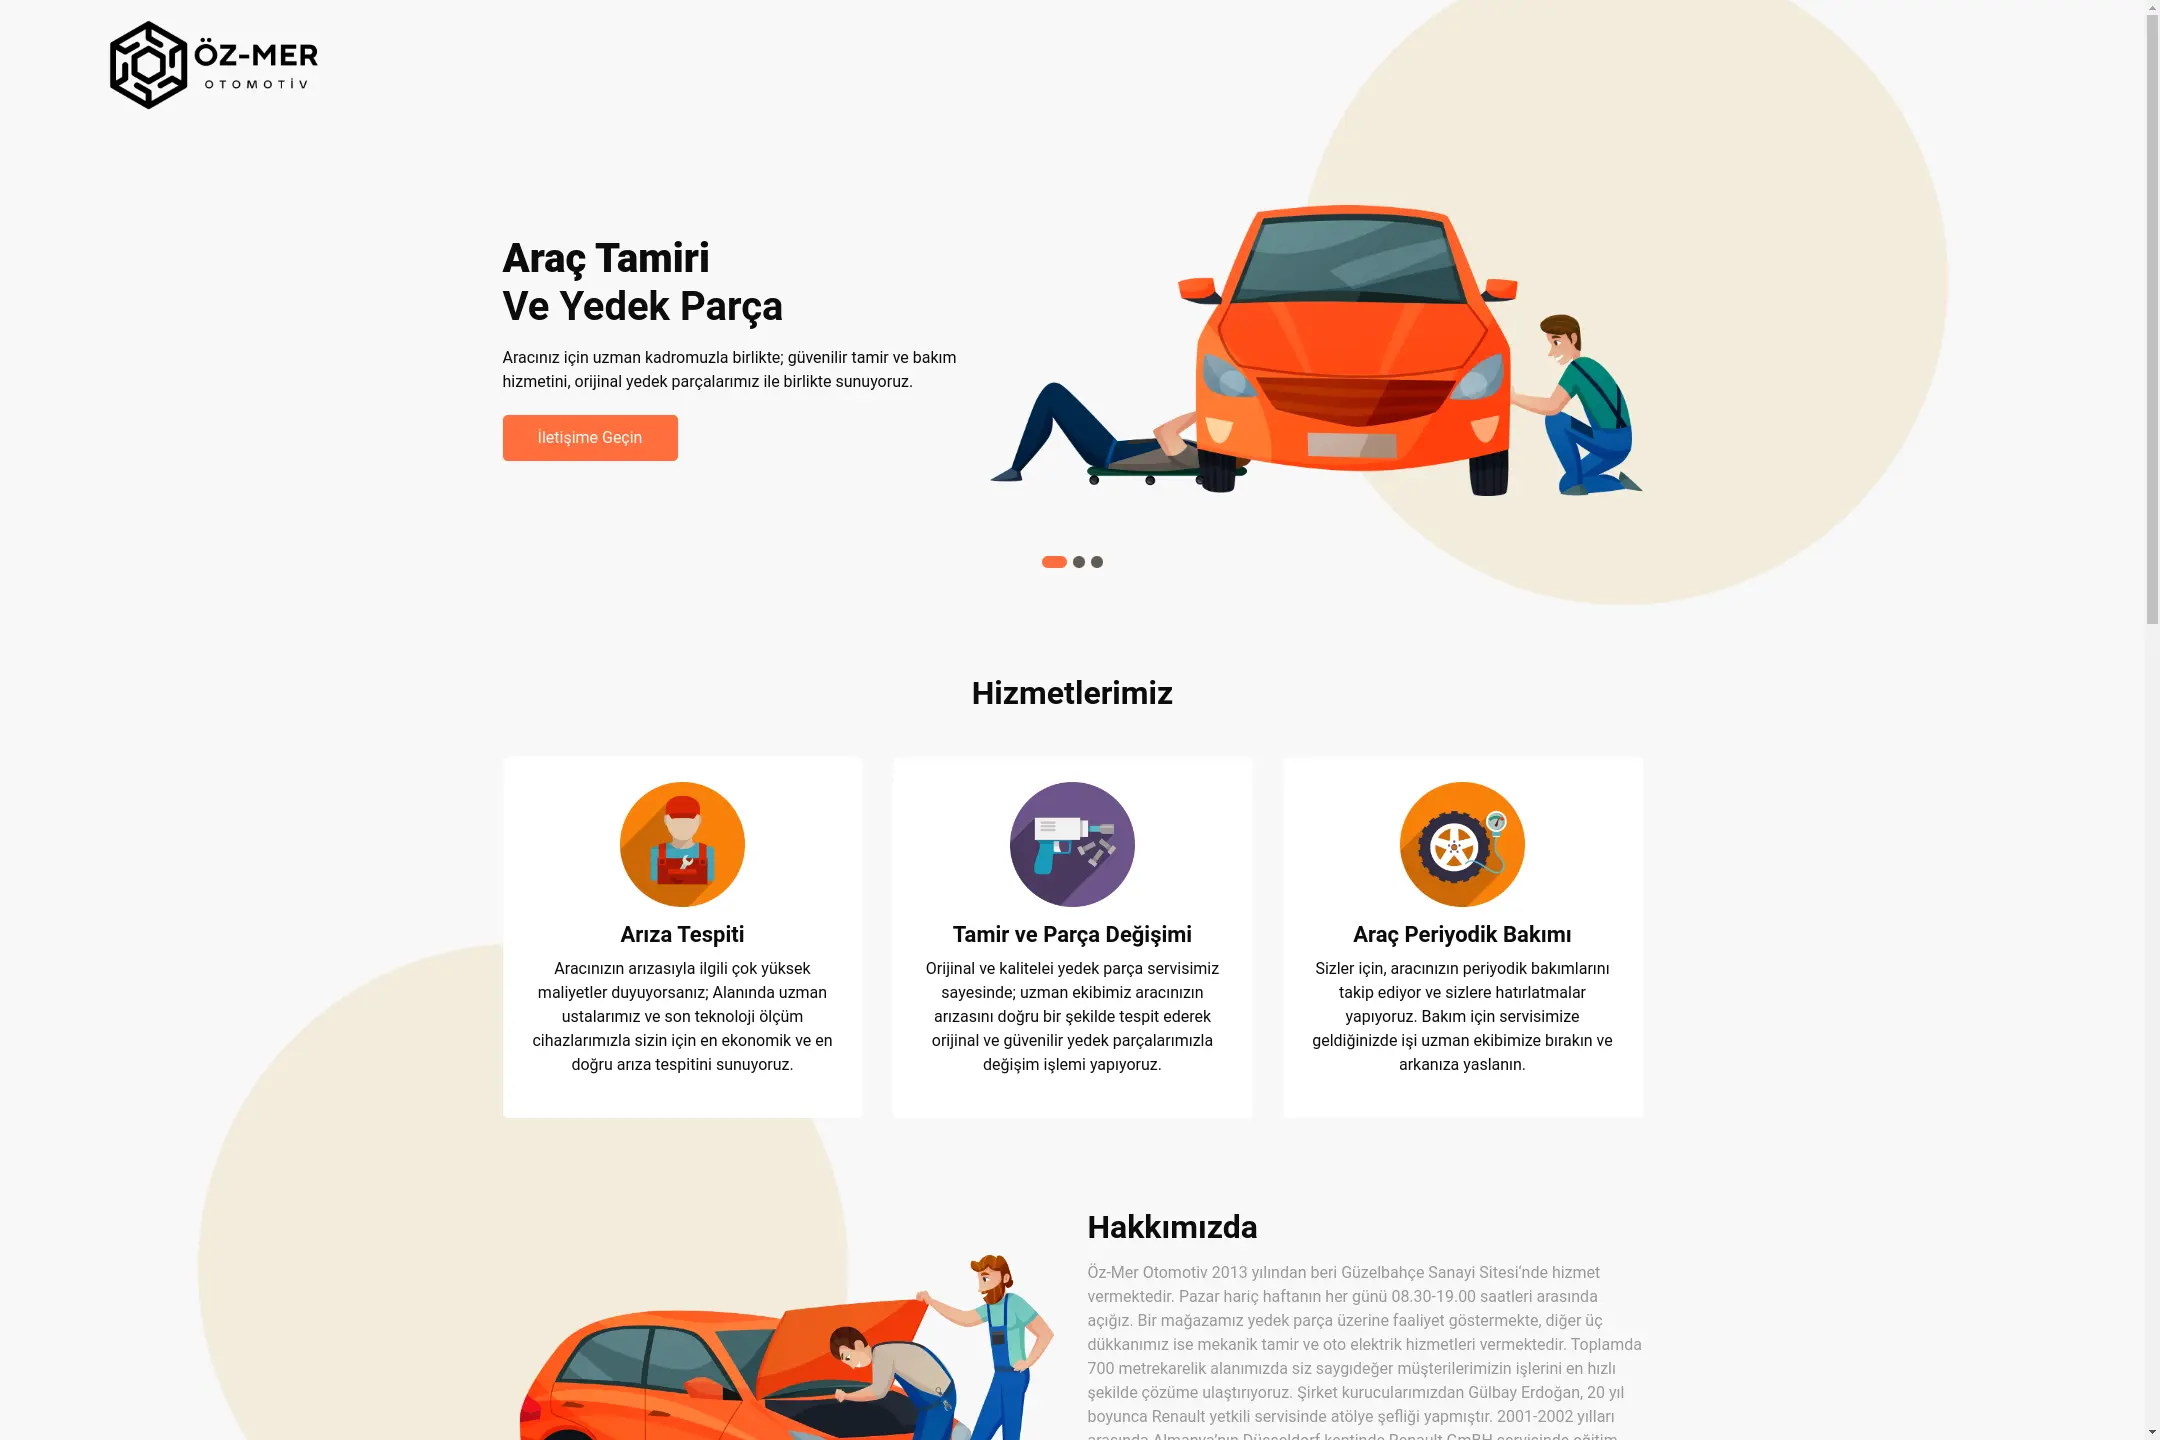 ÖZ-MER
OTOMOTİV
Araç Tamiri
Ve Yedek Parça
Aracınız için uzman kadromuzla birlikte; güvenilir tamir ve bakım
hizmetini, orijinal yedek parçalarımız ile birlikte sunuyoruz.
İletişime Geçin
Hizmetlerimiz
Arıza Tespiti
Aracınızın arızasıyla ilgili çok yüksek
maliyetler duyuyorsanız; Alanında uzman
ustalarımız ve son teknoloji ölçüm
cihazlarımızla sizin için en ekonomik ve en
doğru arıza tespitini sunuyoruz.
Tamir ve Parça Değişimi
Orijinal ve kalitelei yedek parça servisimiz
sayesinde; uzman ekibimiz aracınızın
arızasını doğru bir şekilde tespit ederek
orijinal ve güvenilir yedek parçalarımızla
değişim işlemi yapıyoruz.
Araç Periyodik Bakımı
Sizler için, aracınızın periyodik bakımlarını
takip ediyor ve sizlere hatırlatmalar
yapıyoruz. Bakım için servisimize
geldiğinizde işi uzman ekibimize bırakın ve
arkanıza yaslanın.
Hakkımızda
Öz-Mer Otomotiv 2013 yılından beri Güzelbahçe Sanayi Sitesi‘nde hizmet
vermektedir. Pazar hariç haftanın her günü 08.30-19.00 saatleri arasında
açığız. Bir mağazamız yedek parça üzerine faaliyet göstermekte, diğer üç
dükkanımız ise mekanik tamir ve oto elektrik hizmetleri vermektedir. Toplamda
700 metrekarelik alanımızda siz saygıdeğer müşterilerimizin işlerini en hızlı
şekilde çözüme ulaştırıyoruz. Şirket kurucularımızdan Gülbay Erdoğan, 20 yıl
boyunca Renault yetkili servisinde atölye şefliği yapmıştır. 2001-2002 yılları
arasında Almanya’nın Düsseldorf kentinde Renault GmBH servisinde eğitim